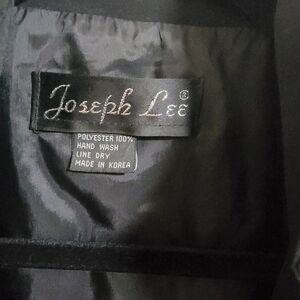 Joseph Lee®
POLYESTER 100%
HAND WASH
LINE DRY
MADE IN KOREA